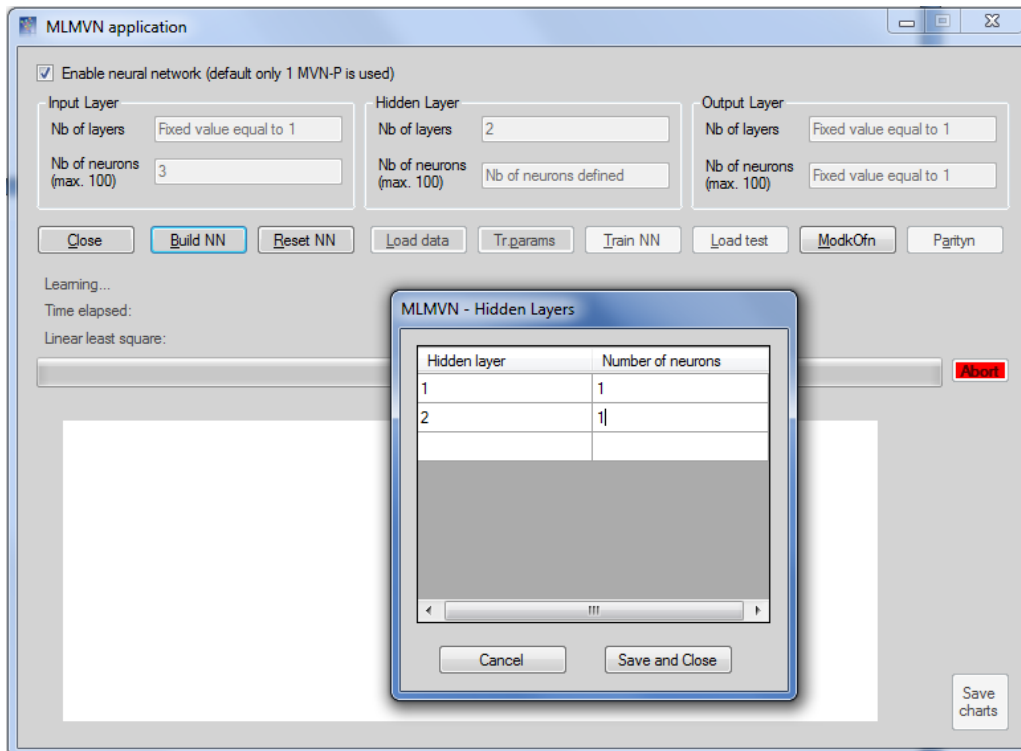 MLMVN application
Enable neural network (default only 1 MVN-P is used)
Input Layer
Nb of layers
Fixed value equal to 1
Nb of neurons
(max. 100)
3
Hidden Layer
Nb of layers
2
Nb of neurons
(max. 100)
Nb of neurons defined
Output Layer
Nb of layers
Fixed value equal to 1
Nb of neurons
(max. 100)
Fixed value equal to 1
Close Build NN Reset NN Load data Tr.params Train NN Load test ModkOfn Parityn
Learning...
Time elapsed:
Linear least square:
Abort
MLMVN - Hidden Layers
Hidden layer Number of neurons
1 1
2 1
Cancel Save and Close
Save
charts